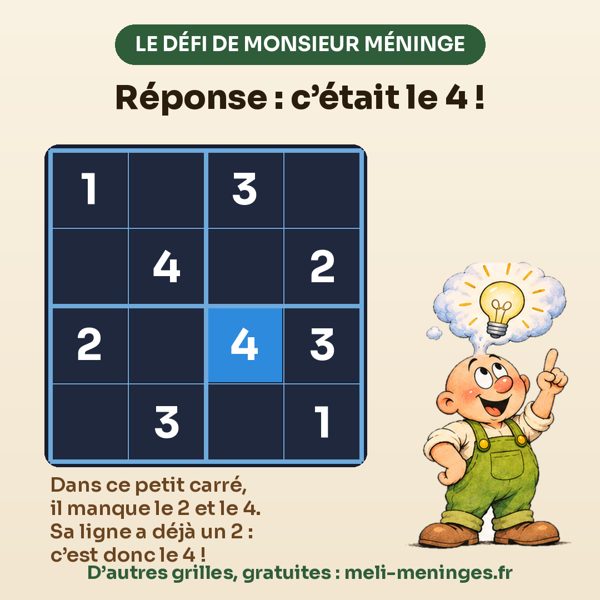 LE DÉFI DE MONSIEUR MÉNINGE
Réponse : c’était le 4 !
1 3
4 2
2 4 3
3 1
Dans ce petit carré,
il manque le 2 et le 4.
Sa ligne a déjà un 2 :
c’est donc le 4 !
D’autres grilles, gratuites : meli-meninges.fr